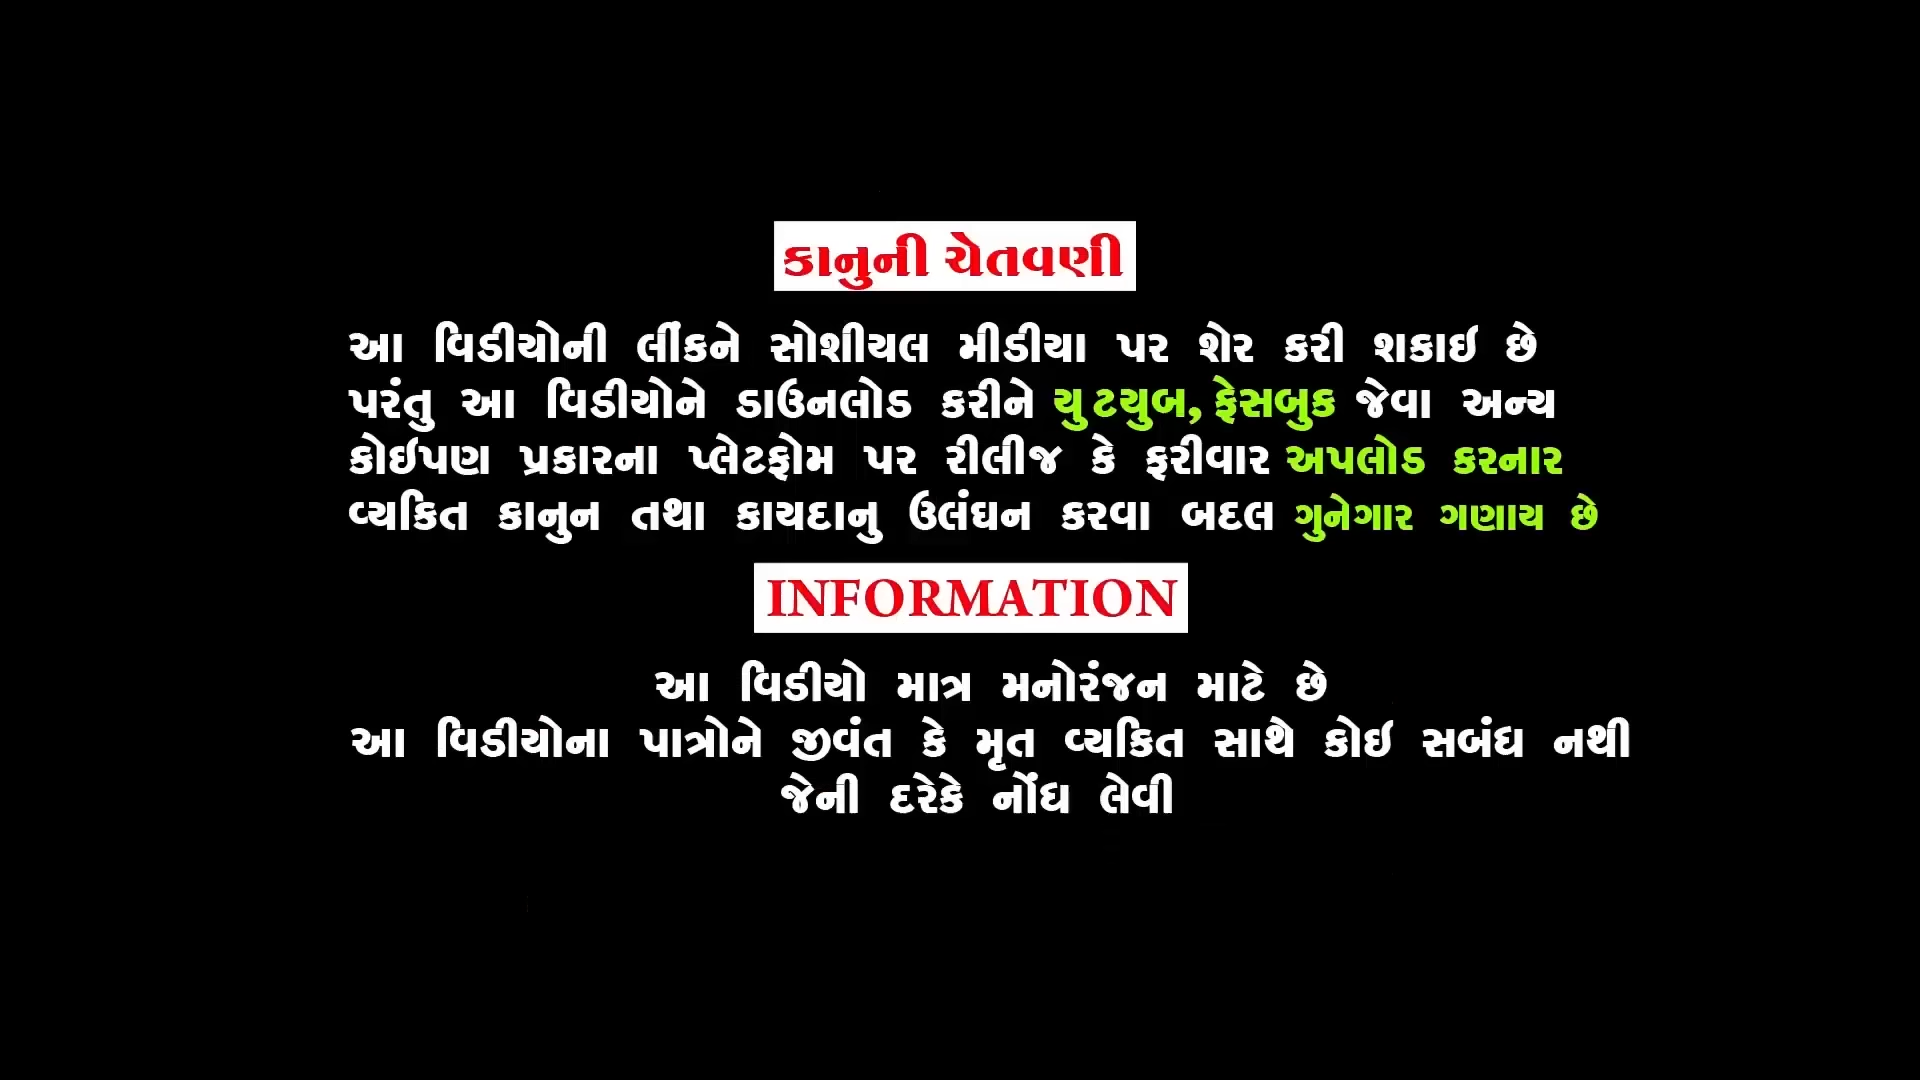 કાનુની ચેતવણી
આ વિડીયોની લીંકને સોશીયલ મીડીયા પર શેર કરી શકાઇ છે
પરંતુ આ વિડીયોને ડાઉનલોડ કરીને યુટયુબ, ફેસબુક જેવા અન્ય
કોઇપણ પ્રકારના પ્લેટફોમ પર રીલીજ કે ફરીવાર અપલોડ કરનાર
વ્યકિત કાનુન તથા કાયદાનુ ઉલંઘન કરવા બદલ ગુનેગાર ગણાય છે
INFORMATION
આ વિડીયો માત્ર મનોરંજન માટે છે
આ વિડીયોના પાત્રોને જીવંત કે મૃત વ્યકિત સાથે કોઇ સબંધ નથી
જેની દરેકે નોંધ લેવી